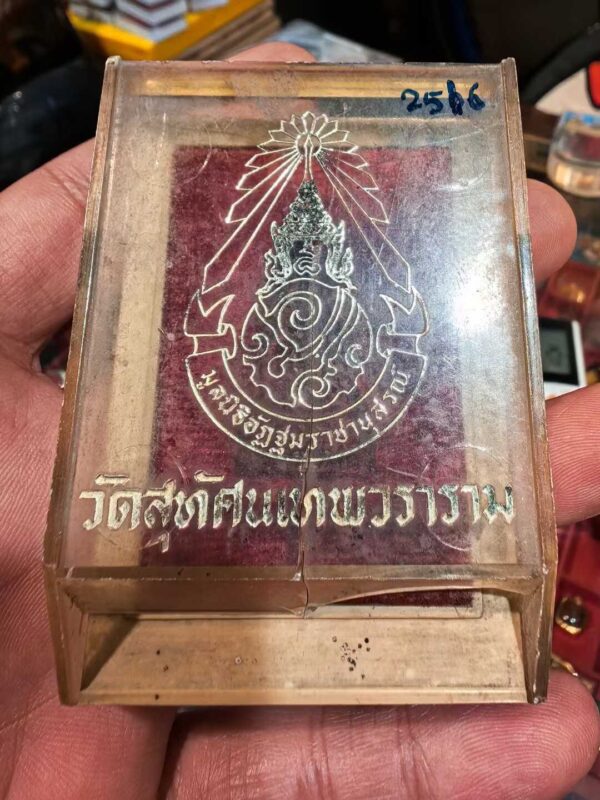 2516
มูลนิธิอัฏฐมราชานุสรณ์
วัดสุทัศนเทพวราราม